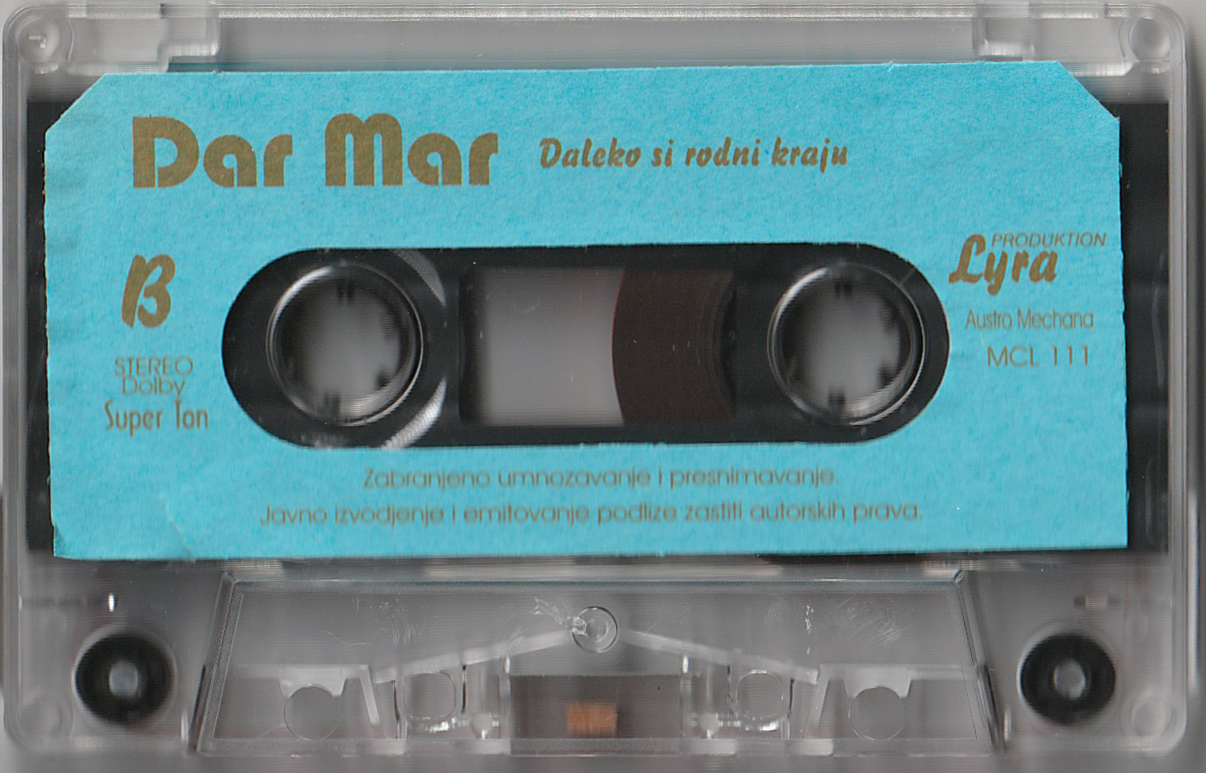 Dar Mar Daleko si rodni kraju
PRODUKTION
Lyra
B
Austro Mechana
MCL 111
STEREO
Dolby
Super Ton
Zabranjeno umnozavanje i presnimavanje.
Javno izvodjenje i emitovanje podlize zastiti autorskih prava.